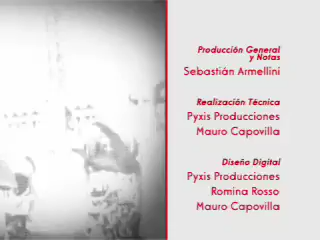 Producción General
y Notas
Sebastián Armellini
Realización Técnica
Pyxis Producciones
Mauro Capovilla
Diseño Digital
Pyxis Producciones
Romina Rosso
Mauro Capovilla